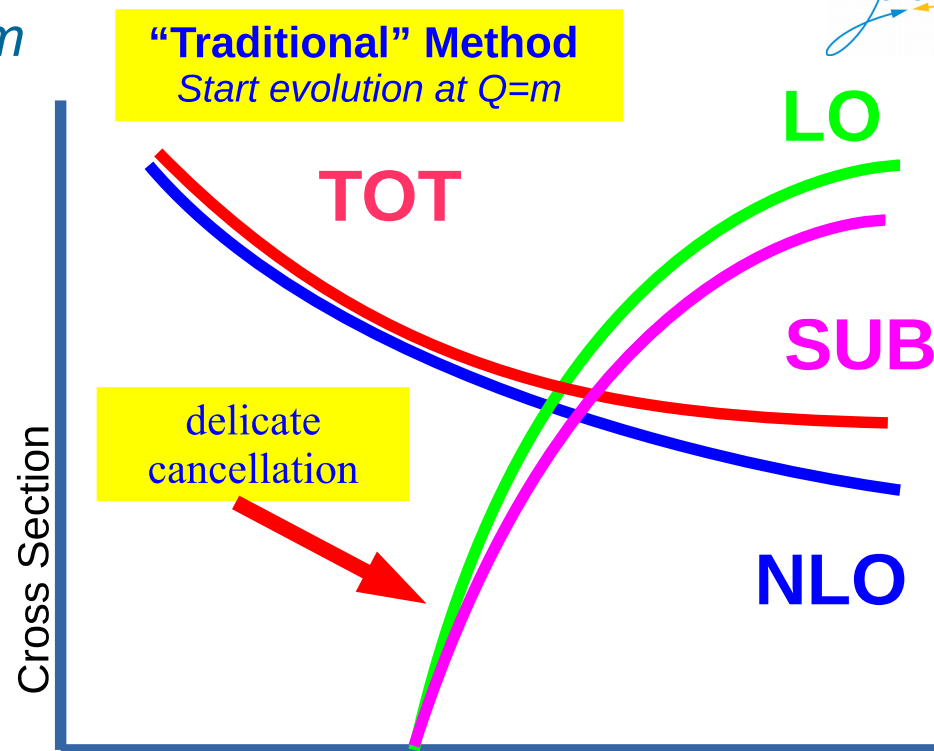 m
“Traditional” Method
Start evolution at Q=m
LO
TOT
SUB
delicate
cancellation
NLO
Cross Section